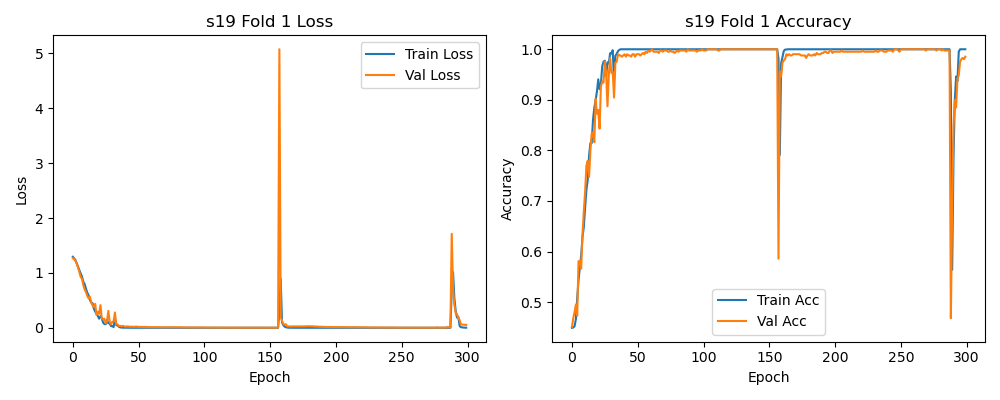 s19 Fold 1 Loss
Loss
5
4
3
2
1
0
Train Loss
Val Loss
0 50 100 150 200 250 300
Epoch
s19 Fold 1 Accuracy
Accuracy
1.0
0.9
0.8
0.7
0.6
0.5
Train Acc
Val Acc
0 50 100 150 200 250 300
Epoch